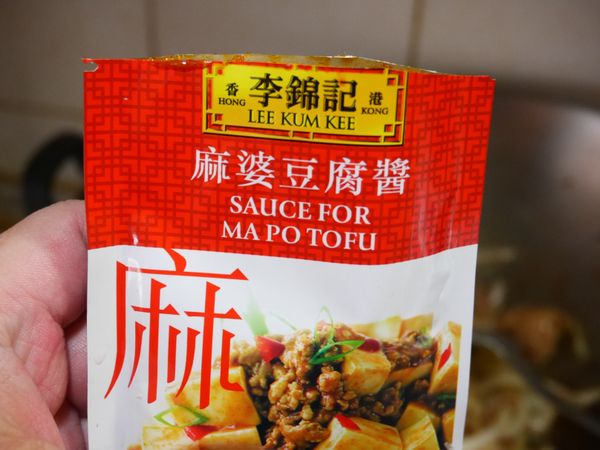 香 李錦記 港
HONG KONG
LEE KUM KEE
麻婆豆腐醬
SAUCE FOR
MA PO TOFU
麻